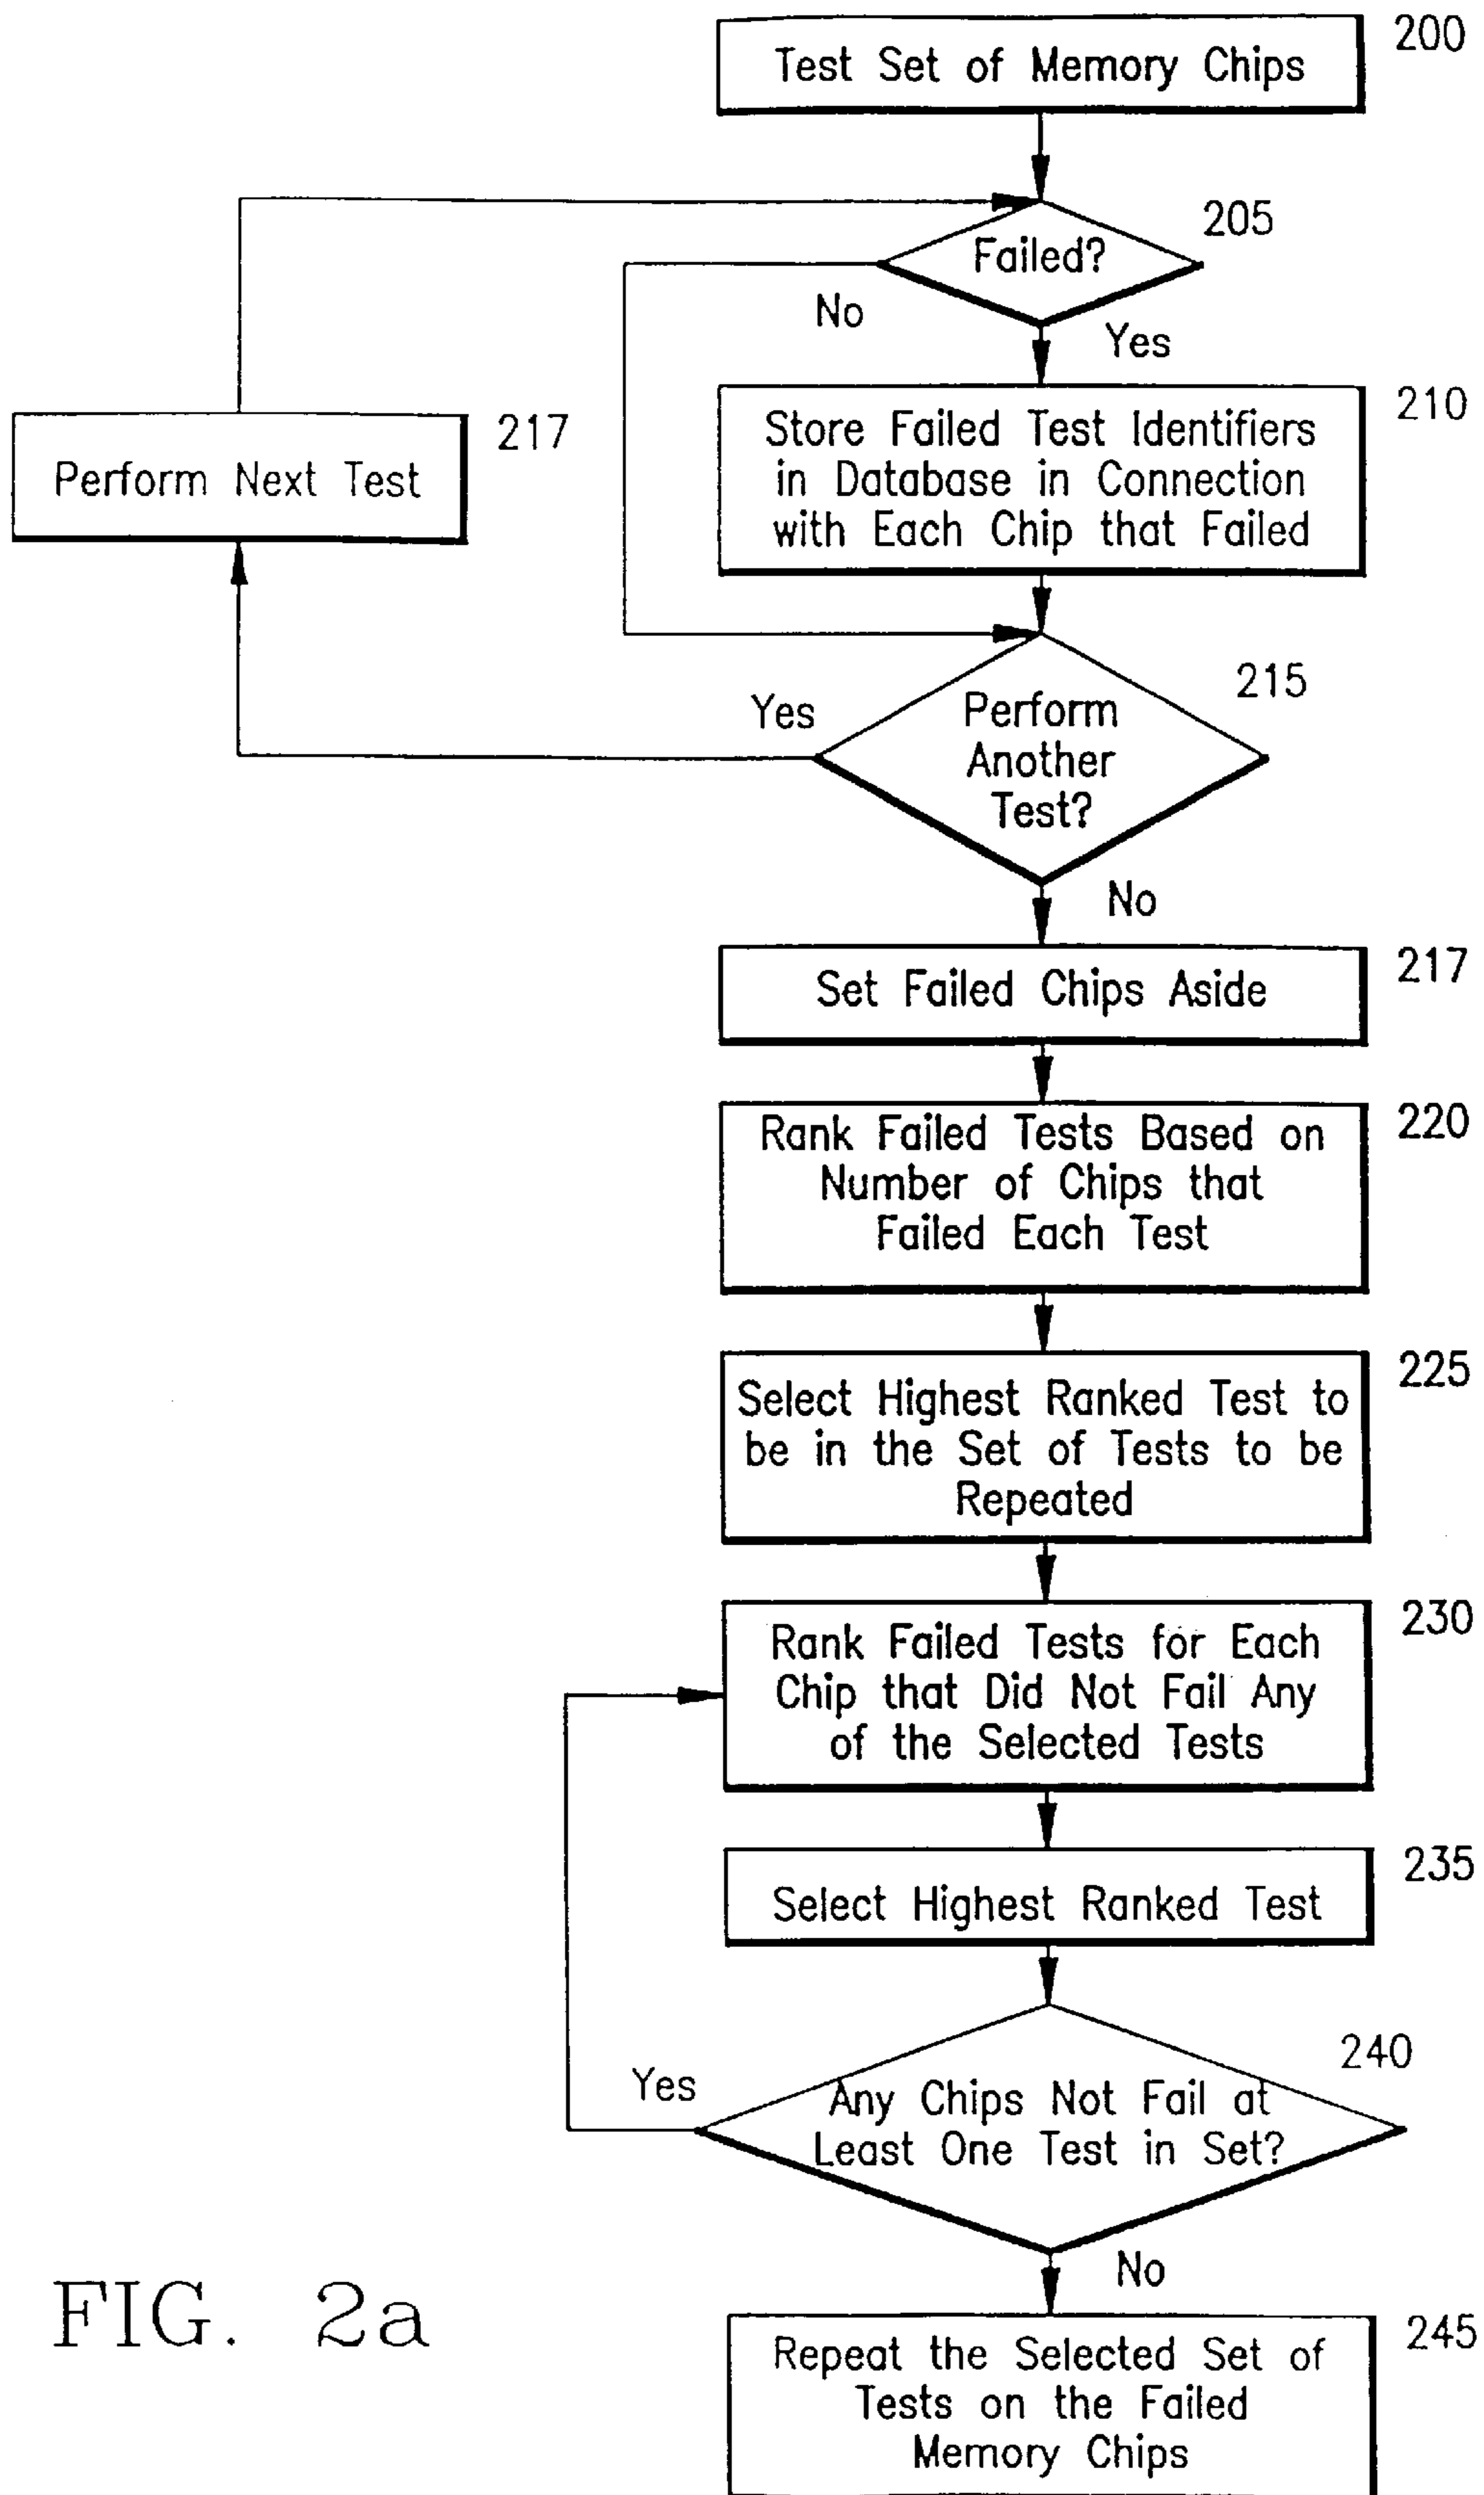 200
Test Set of Memory Chips
205
Failed?
No
Yes
210
Store Failed Test Identifiers
in Database in Connection
with Each Chip that Failed
217
Perform Next Test
215
Yes
Perform
Another
Test?
No
217
Set Failed Chips Aside
220
Rank Failed Tests Based on
Number of Chips that
Failed Each Test
225
Select Highest Ranked Test to
be in the Set of Tests to be
Repeated
230
Rank Failed Tests for Each
Chip that Did Not Fail Any
of the Selected Tests
235
Select Highest Ranked Test
240
Yes
Any Chips Not Fail at
Least One Test in Set?
No
245
Repeat the Selected Set of
Tests on the Failed
Memory Chips
FIG. 2a